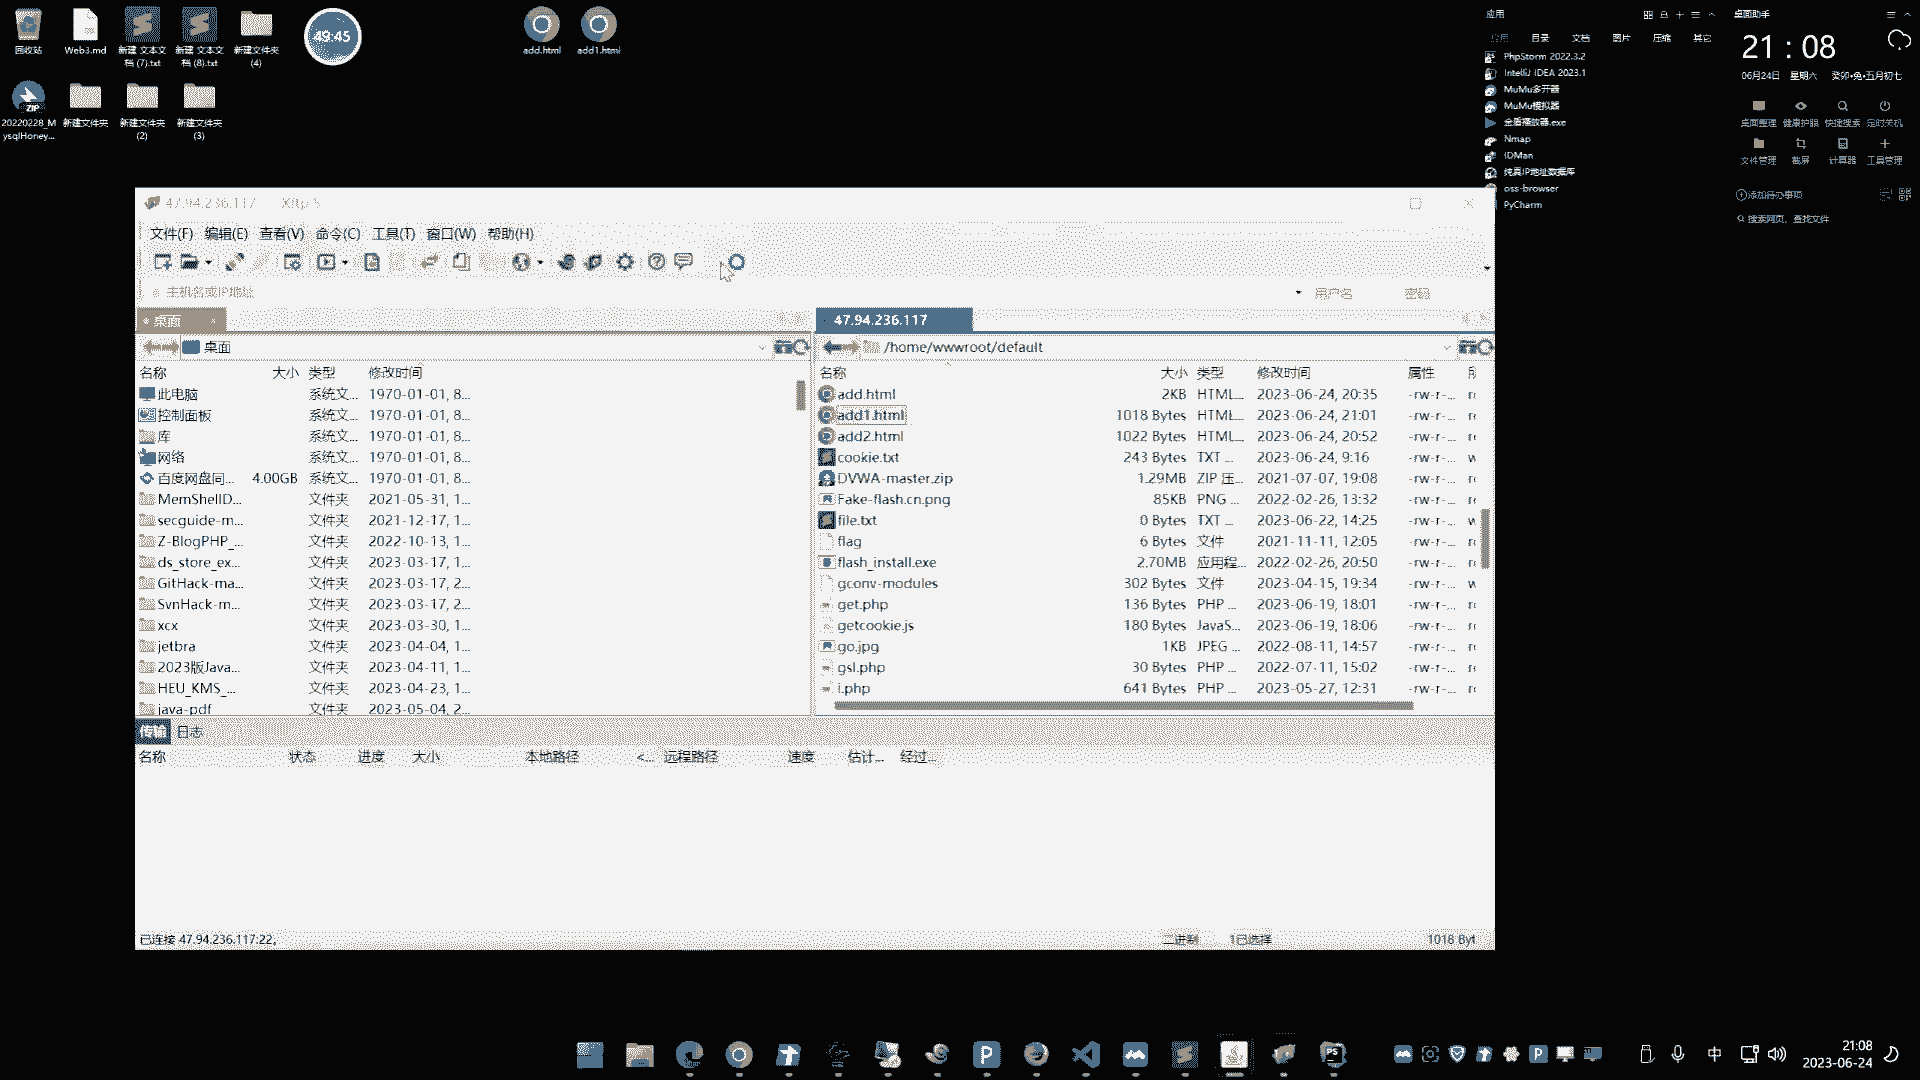 回收站
Web3.md
新建 文本文档 (7).txt
新建 文本文档 (8).txt
新建文件夹 (4)
49:45
add.html
add1.html
20220228_MysqlHoney...
新建文件夹
新建文件夹 (2)
新建文件夹 (3)
应用
目录 文档 图片 压缩 其它
PhpStorm 2022.3.2
IntelliJ IDEA 2023.1
MuMu多开器
MuMu模拟器
金盾播放器.exe
Nmap
IDMan
纯真IP地址数据库
oss-browser
PyCharm
桌面助手
21 : 08
06月24日 星期六 癸卯•兔•五月初七
桌面整理 健康护眼 快捷搜索 定时关机
文件管理 截屏 计算器 工具管理
添加待办事项
搜索网页、查找文件
47.94.236.117 Xftp 5
文件(F) 编辑(E) 查看(V) 命令(C) 工具(T) 窗口(W) 帮助(H)
主机名或IP地址 用户名 密码
桌面
桌面
名称 大小 类型 修改时间
此电脑 系统文... 1970-01-01, 8...
控制面板 系统文... 1970-01-01, 8...
库 系统文... 1970-01-01, 8...
网络 系统文... 1970-01-01, 8...
百度网盘同... 4.00GB 系统文... 1970-01-01, 8...
MemShellD... 文件夹 2021-05-31, 1...
secguide-m... 文件夹 2021-12-17, 1...
Z-BlogPHP_... 文件夹 2022-10-13, 1...
ds_store_ex... 文件夹 2023-03-17, 1...
GitHack-ma... 文件夹 2023-03-17, 2...
SvnHack-m... 文件夹 2023-03-17, 2...
xcx 文件夹 2023-03-30, 1...
jetbra 文件夹 2023-04-04, 1...
2023版Java... 文件夹 2023-04-11, 1...
HEU_KMS_... 文件夹 2023-04-23, 1...
java-pdf 文件夹 2023-05-04, 2...
47.94.236.117
/home/wwwroot/default
名称 大小 类型 修改时间 属性
add.html 2KB HTML... 2023-06-24, 20:35 -rw-r-...
add1.html 1018 Bytes HTML... 2023-06-24, 21:01 -rw-r-...
add2.html 1022 Bytes HTML... 2023-06-24, 20:52 -rw-r-...
cookie.txt 243 Bytes TXT ... 2023-06-24, 9:16 -rw-r-...
DVWA-master.zip 1.29MB ZIP 压... 2021-07-07, 19:08 -rw-r-...
Fake-flash.cn.png 85KB PNG ... 2022-02-26, 13:32 -rw-r-...
file.txt 0 Bytes TXT ... 2023-06-22, 14:25 -rw-r-...
flag 6 Bytes 文件 2021-11-11, 12:05 -rw-r-...
flash_install.exe 2.70MB 应用程... 2022-02-26, 20:50 -rw-r-...
gconv-modules 302 Bytes 文件 2023-04-15, 19:34 -rw-r-...
get.php 136 Bytes PHP ... 2023-06-19, 18:01 -rw-r-...
getcookie.js 180 Bytes JavaS... 2023-06-19, 18:06 -rw-r-...
go.jpg 1KB JPEG ... 2022-08-11, 14:57 -rw-r-...
gsl.php 30 Bytes PHP ... 2022-07-11, 15:02 -rw-r-...
i.php 641 Bytes PHP ... 2023-05-27, 12:31 -rw-r-...
传输 日志
名称 状态 进度 大小 本地路径 <... 远程路径 速度 估计... 经过...
已连接 47.94.236.117:22。
二进制 1已选择 1018 Byt
中
21:08
2023-06-24